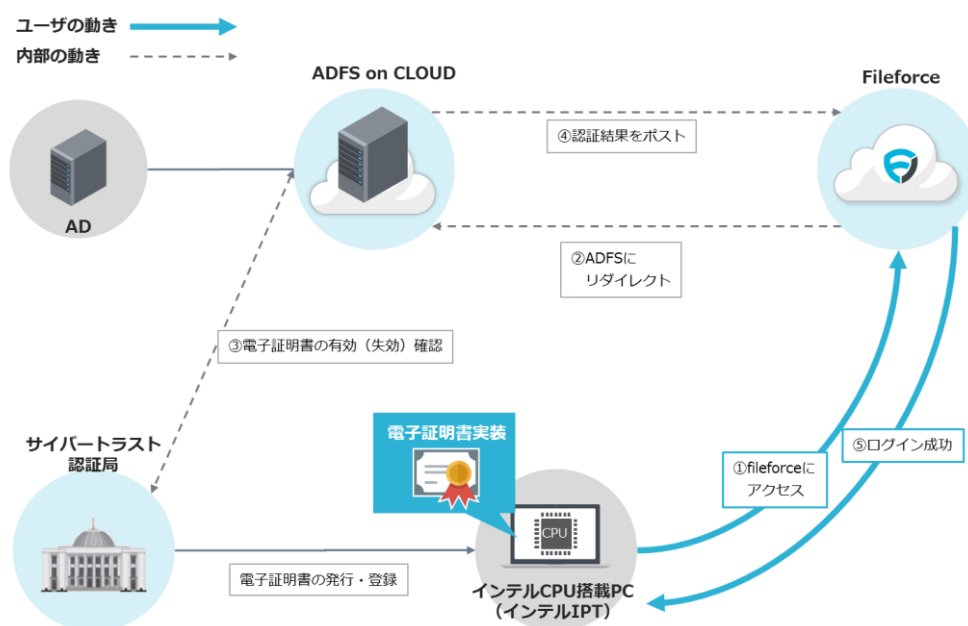 ユーザの動き
内部の動き
ADFS on CLOUD
Fileforce
④認証結果をポスト
AD
②ADFSに
リダイレクト
③電子証明書の有効（失効）確認
電子証明書実装
サイバートラスト
認証局
⑤ログイン成功
①fileforceに
アクセス
CPU
電子証明書の発行・登録
インテルCPU搭載PC
（インテルIPT）